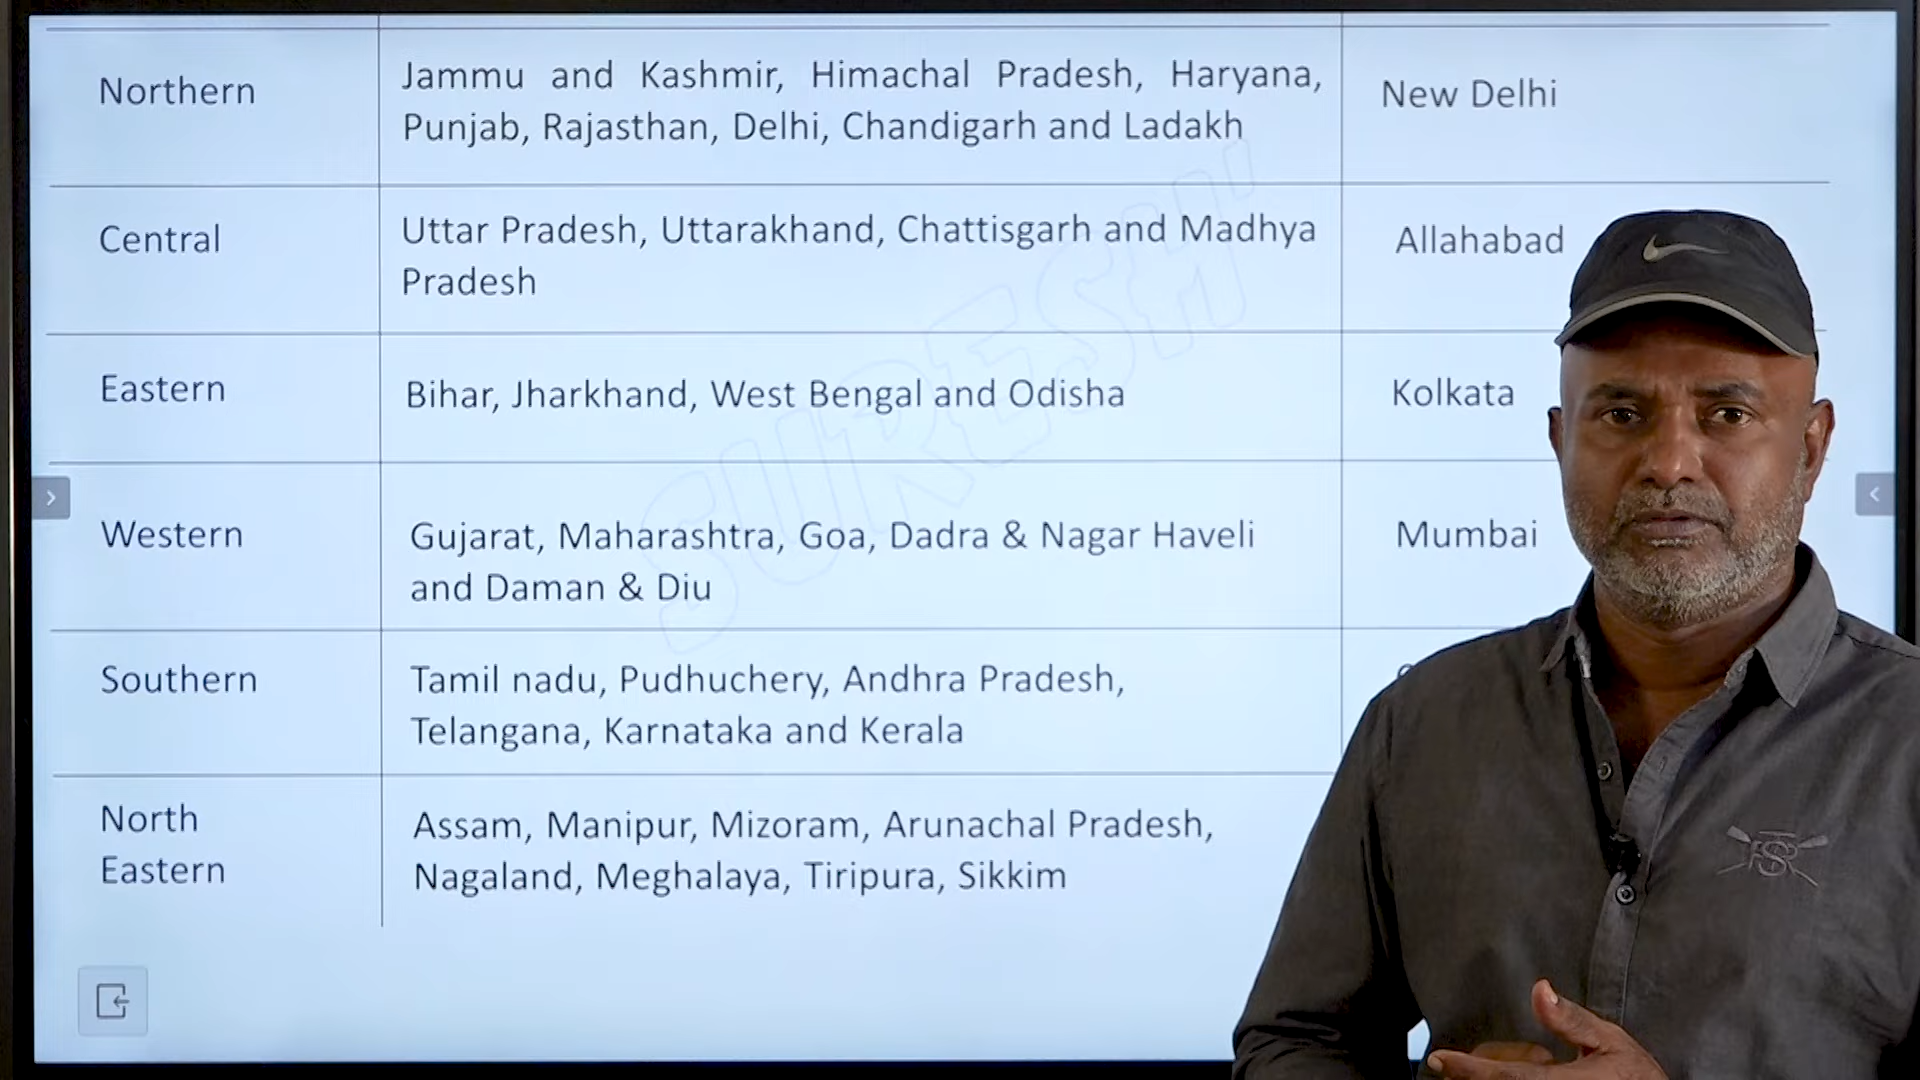 Northern
Jammu and Kashmir, Himachal Pradesh, Haryana,
Punjab, Rajasthan, Delhi, Chandigarh and Ladakh
New Delhi
Central
Uttar Pradesh, Uttarakhand, Chattisgarh and Madhya
Pradesh
Allahabad
Eastern
Bihar, Jharkhand, West Bengal and Odisha
Kolkata
Western
Gujarat, Maharashtra, Goa, Dadra & Nagar Haveli
and Daman & Diu
Mumbai
Southern
Tamil nadu, Pudhuchery, Andhra Pradesh,
Telangana, Karnataka and Kerala
North
Eastern
Assam, Manipur, Mizoram, Arunachal Pradesh,
Nagaland, Meghalaya, Tiripura, Sikkim
SURESH'